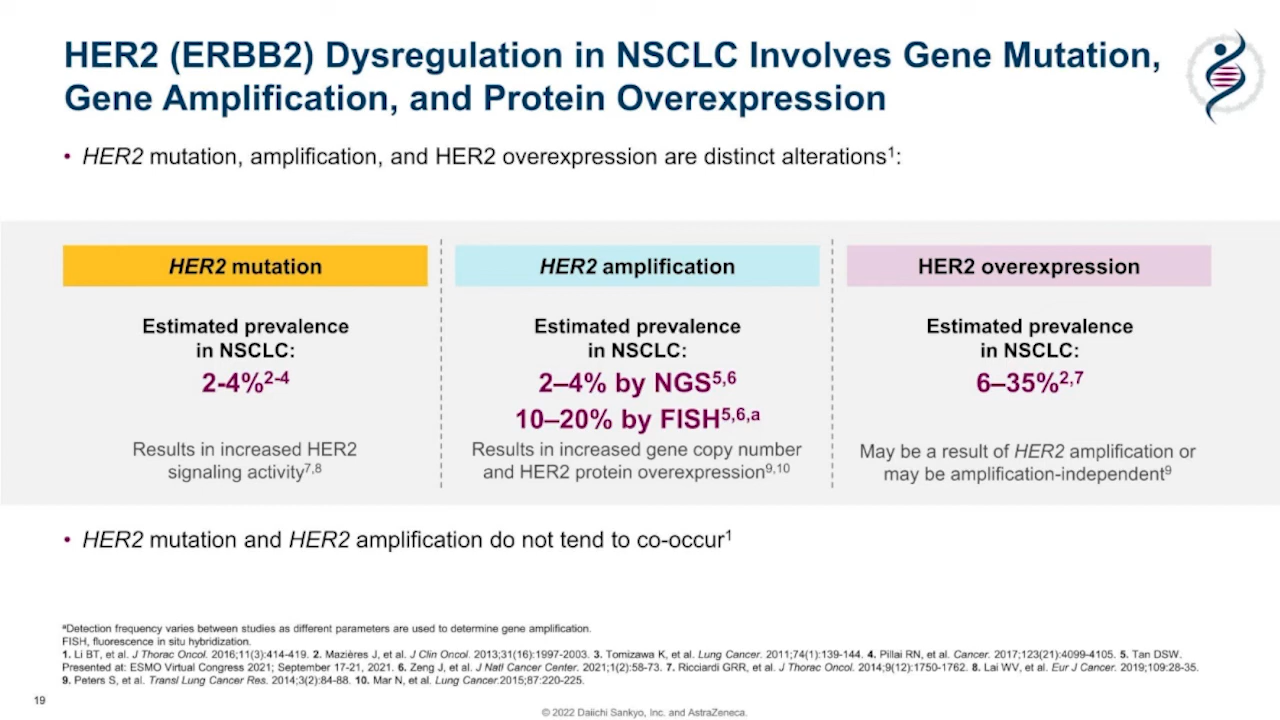 HER2 (ERBB2) Dysregulation in NSCLC Involves Gene Mutation,
Gene Amplification, and Protein Overexpression
• HER2 mutation, amplification, and HER2 overexpression are distinct alterations1:
HER2 mutation
Estimated prevalence
in NSCLC:
2-4%2-4
Results in increased HER2
signaling activity7,8
HER2 amplification
Estimated prevalence
in NSCLC:
2–4% by NGS5,6
10–20% by FISH5,6,a
Results in increased gene copy number
and HER2 protein overexpression9,10
HER2 overexpression
Estimated prevalence
in NSCLC:
6–35%2,7
May be a result of HER2 amplification or
may be amplification-independent9
• HER2 mutation and HER2 amplification do not tend to co-occur1
aDetection frequency varies between studies as different parameters are used to determine gene amplification.
FISH, fluorescence in situ hybridization.
1. Li BT, et al. J Thorac Oncol. 2016;11(3):414-419. 2. Mazières J, et al. J Clin Oncol. 2013;31(16):1997-2003. 3. Tomizawa K, et al. Lung Cancer. 2011;74(1):139-144. 4. Pillai RN, et al. Cancer. 2017;123(21):4099-4105. 5. Tan DSW.
Presented at: ESMO Virtual Congress 2021; September 17-21, 2021. 6. Zeng J, et al. J Natl Cancer Center. 2021;1(2):58-73. 7. Ricciardi GRR, et al. J Thorac Oncol. 2014;9(12):1750-1762. 8. Lai WV, et al. Eur J Cancer. 2019;109:28-35.
9. Peters S, et al. Transl Lung Cancer Res. 2014;3(2):84-88. 10. Mar N, et al. Lung Cancer.2015;87:220-225.
19
© 2022 Daiichi Sankyo, Inc. and AstraZeneca.